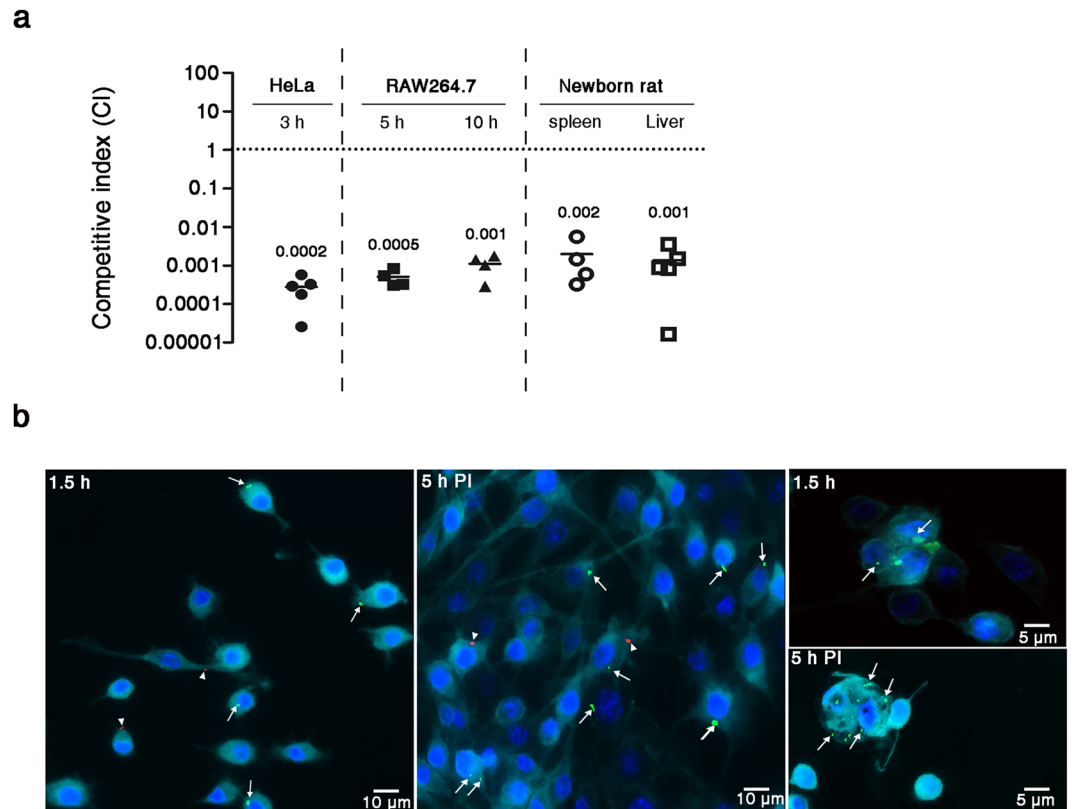 a
Competitive index (CI)
100
10
1
0.1
0.01
0.001
0.0001
0.00001
HeLa
RAW264.7
Newborn rat
3 h
5 h
10 h
spleen
Liver
0.0002
0.0005
0.001
0.002
0.001
b
1.5 h
5 h PI
1.5 h
5 µm
5 h PI
10 µm
10 µm
5 µm